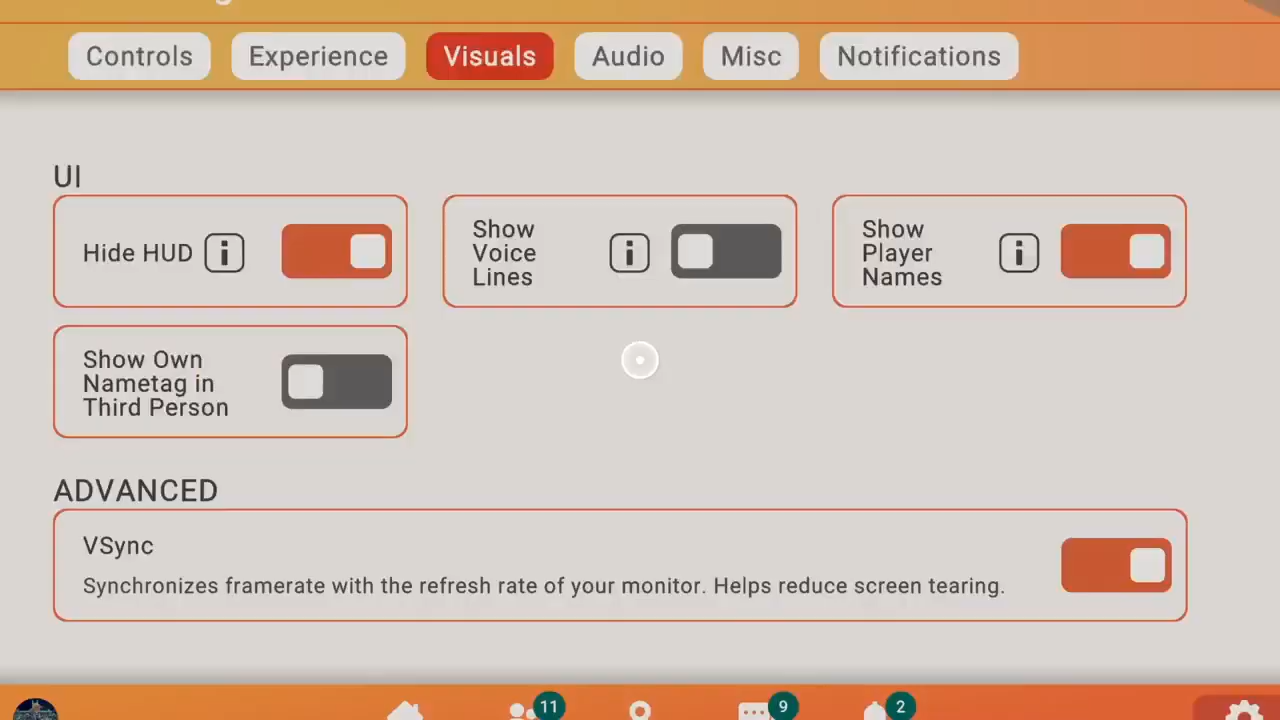 Controls
Experience
Visuals
Audio
Misc
Notifications
UI
Hide HUD
Show
Voice
Lines
Show
Player
Names
Show Own
Nametag in
Third Person
ADVANCED
VSync
Synchronizes framerate with the refresh rate of your monitor. Helps reduce screen tearing.
11
9
2